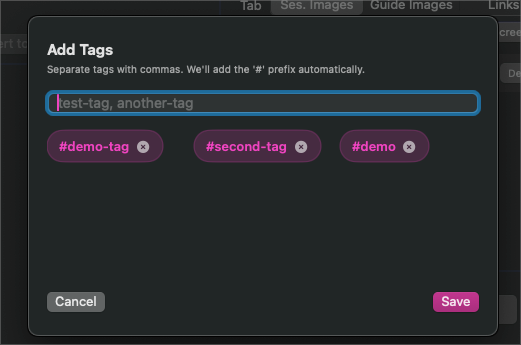 Tab Ses. Images Guide Images Links
Add Tags
Separate tags with commas. We'll add the '#' prefix automatically.
test-tag, another-tag
#demo-tag #second-tag #demo
Cancel Save